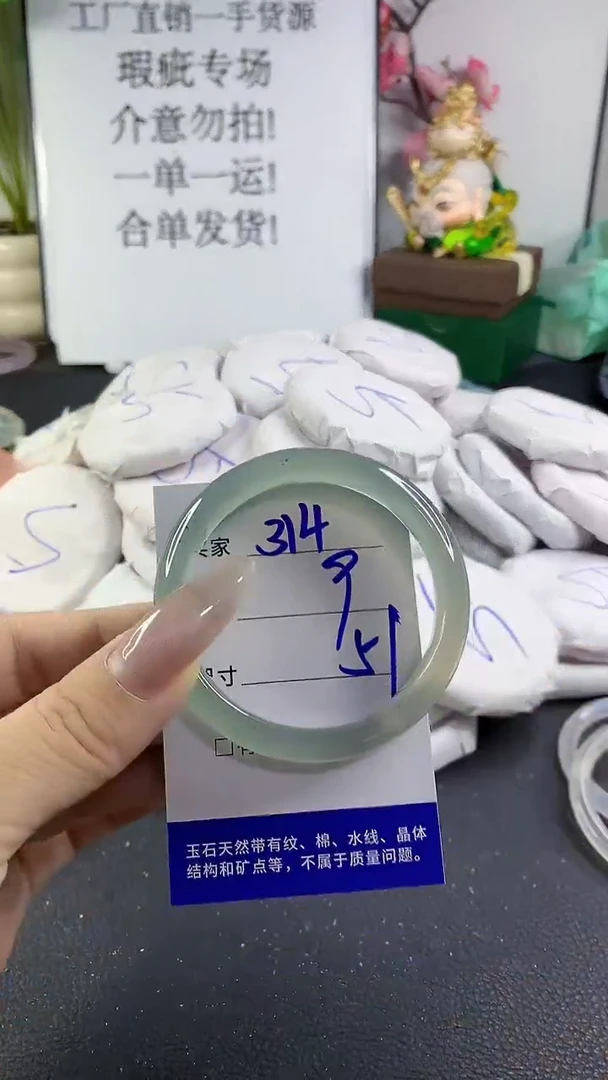 工厂直销一手货源
瑕疵专场
介意勿拍!
一单一运!
合单发货!
家 314
9
寸 51
玉石天然带有纹、棉、水线、晶体
结构和矿点等，不属于质量问题。